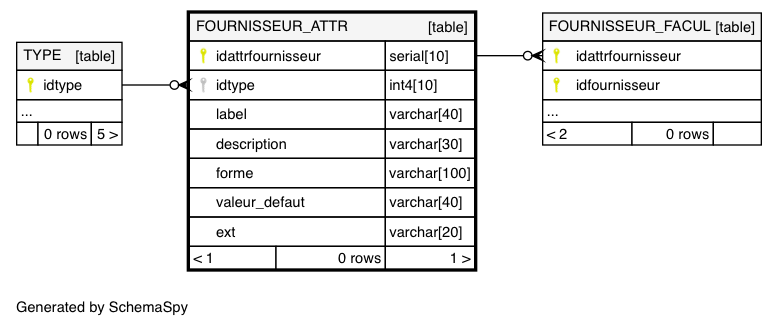 TYPE [table]
idtype
...
0 rows 5 >
FOURNISSEUR_ATTR [table]
idattrfournisseur serial[10]
idtype int4[10]
label varchar[40]
description varchar[30]
forme varchar[100]
valeur_defaut varchar[40]
ext varchar[20]
< 1 0 rows 1 >
FOURNISSEUR_FACUL [table]
idattrfournisseur
idfournisseur
...
< 2 0 rows
Generated by SchemaSpy